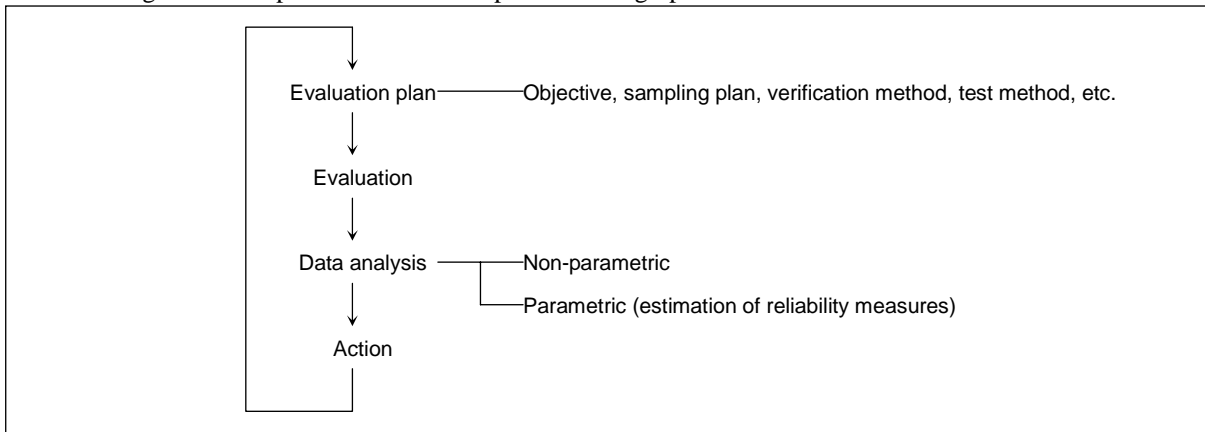 Evaluation plan Objective, sampling plan, verification method, test method, etc.
Evaluation
Data analysis Non-parametric
Parametric (estimation of reliability measures)
Action